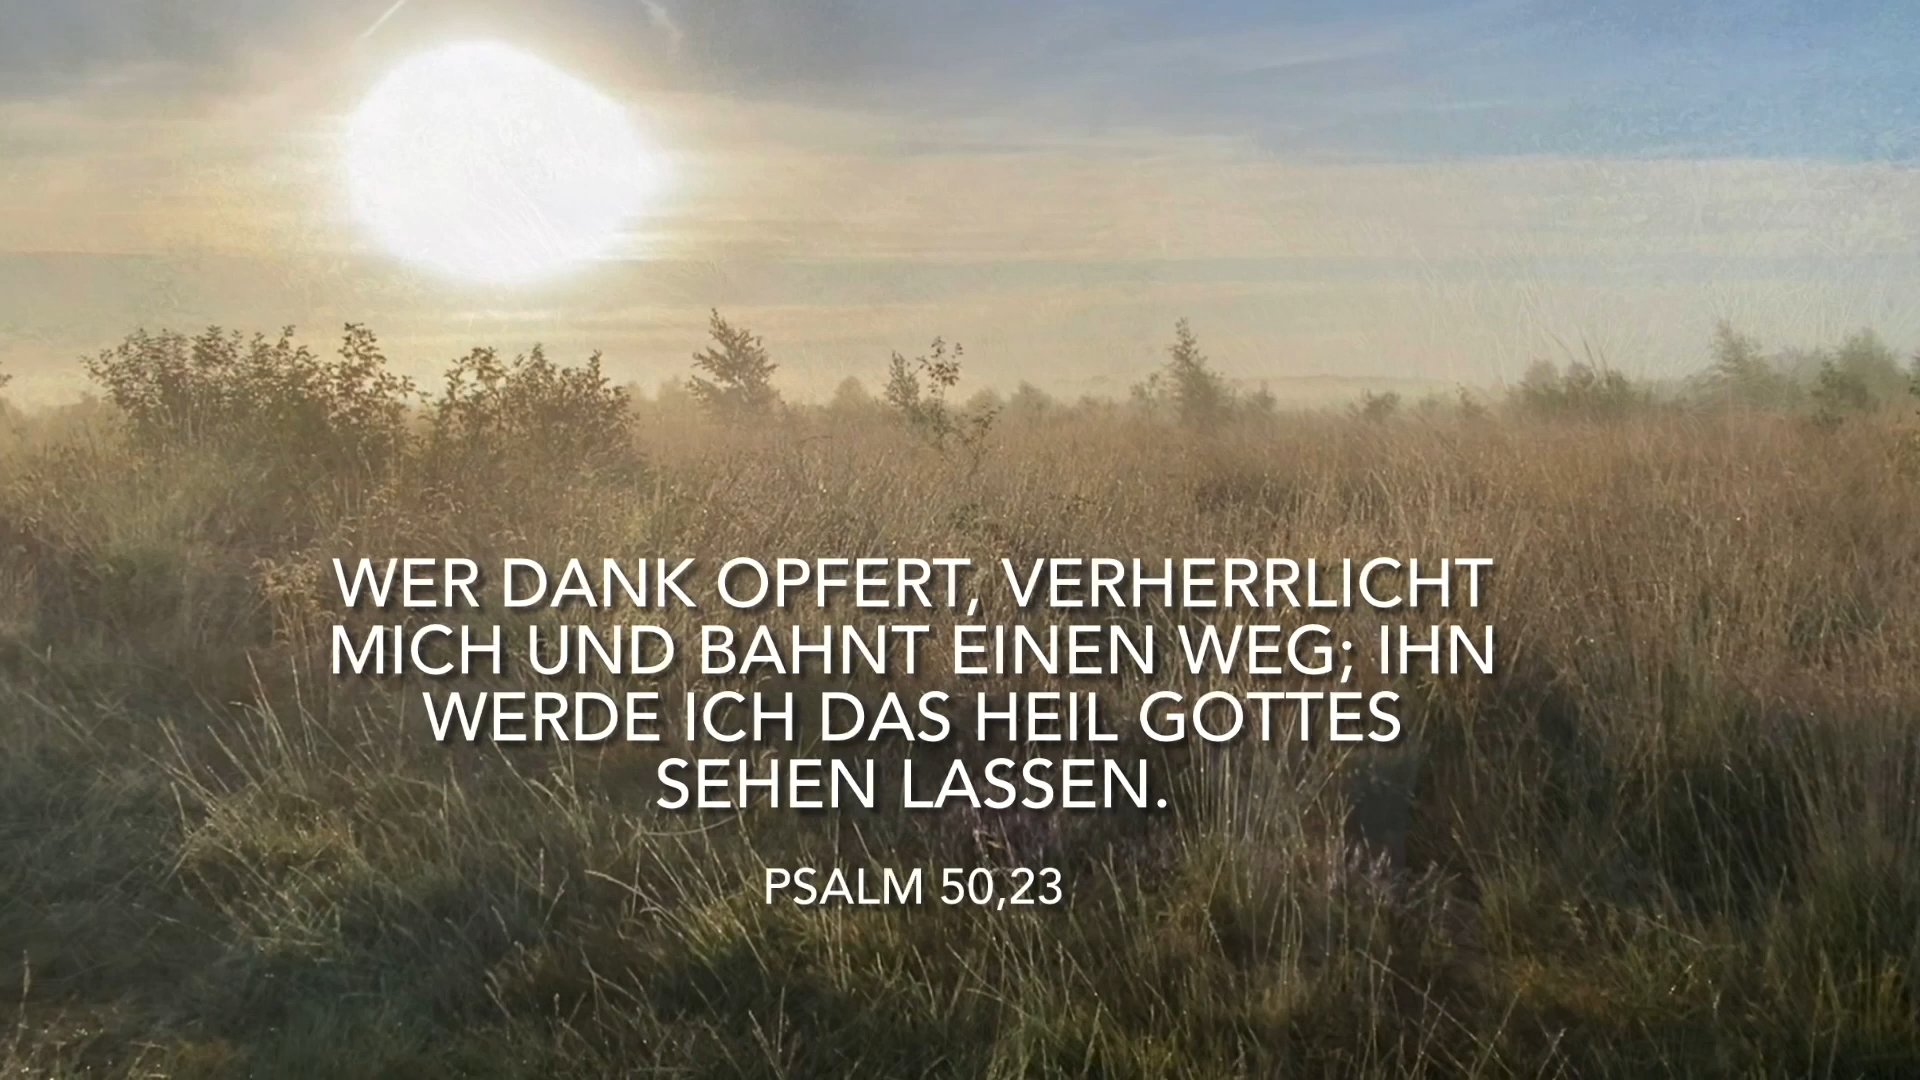 WER DANK OPFERT, VERHERRLICHT
MICH UND BAHNT EINEN WEG; IHN
WERDE ICH DAS HEIL GOTTES
SEHEN LASSEN.
PSALM 50,23